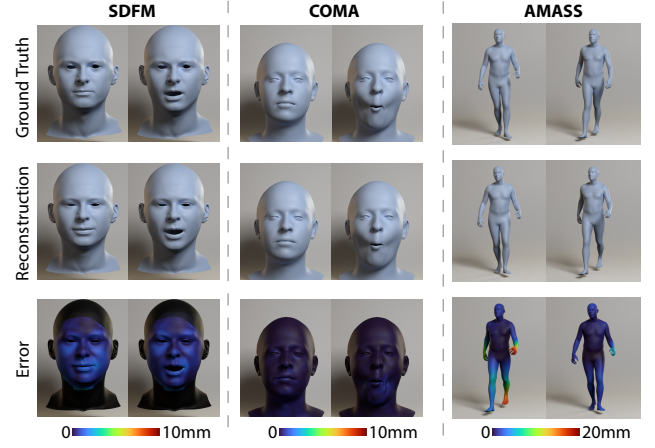 SDFM COMA AMASS
Ground Truth
Reconstruction
Error
0 10mm 0 10mm 0 20mm